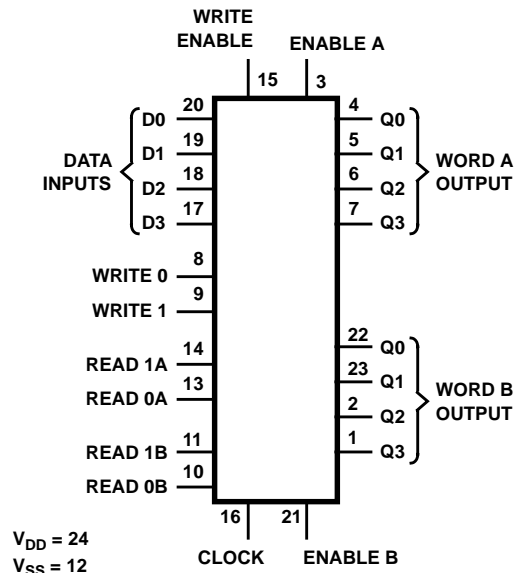 WRITE
ENABLE
ENABLE A
15
3
20
D0
19
D1
18
D2
17
D3
DATA
INPUTS
4
Q0
5
Q1
6
Q2
7
Q3
WORD A
OUTPUT
8
WRITE 0
9
WRITE 1
14
READ 1A
13
READ 0A
11
READ 1B
10
READ 0B
22
Q0
23
Q1
2
Q2
1
Q3
WORD B
OUTPUT
16
21
CLOCK
ENABLE B
VDD = 24
VSS = 12